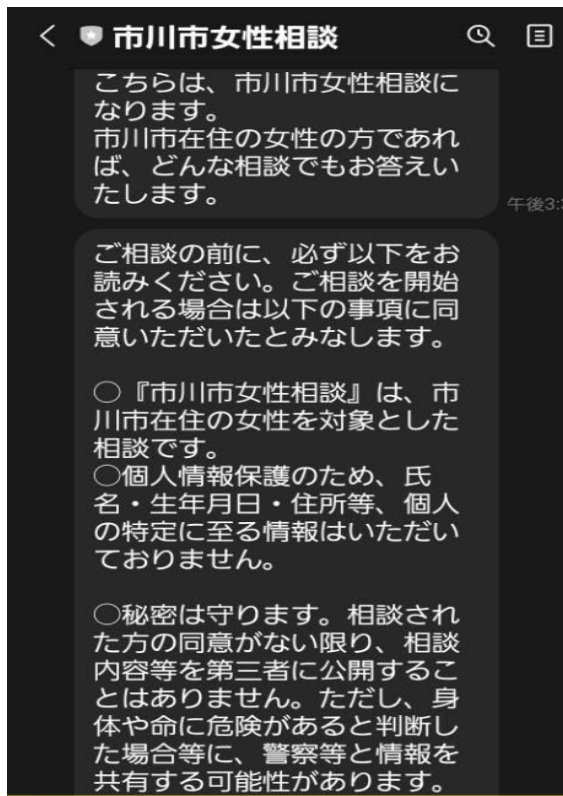 市川市女性相談
こちらは、市川市女性相談に
なります。
市川市在住の女性の方であれ
ば、どんな相談でもお答えい
たします。
午後3:
ご相談の前に、必ず以下をお
読みください。ご相談を開始
される場合は以下の事項に同
意いただいたとみなします。
○『市川市女性相談』は、市
川市在住の女性を対象とした
相談です。
○個人情報保護のため、氏
名・生年月日・住所等、個人
の特定に至る情報はいただい
ておりません。
○秘密は守ります。相談され
た方の同意がない限り、相談
内容等を第三者に公開するこ
とはありません。ただし、身
体や命に危険があると判断し
た場合等に、警察等と情報を
共有する可能性があります。